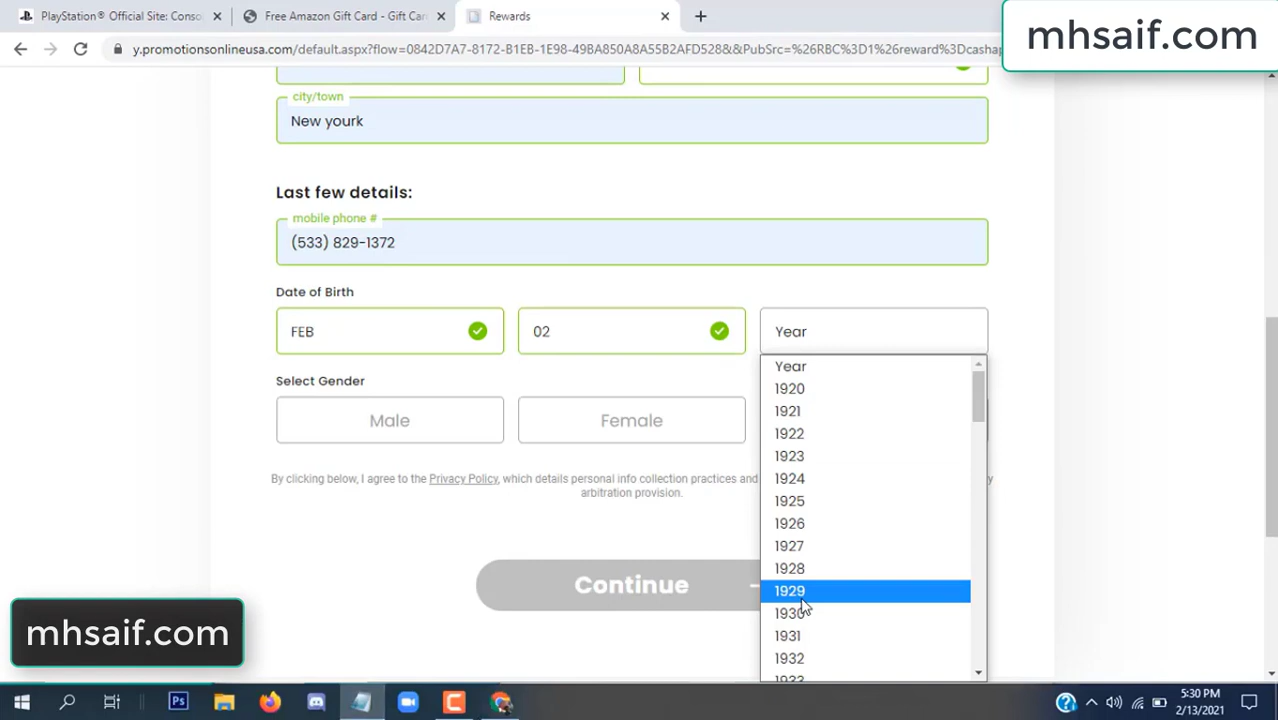 PlayStation® Official Site: Conso
Free Amazon Gift Card - Gift Car
Rewards
mhsaif.com
y.promotionsonlineusa.com/default.aspx?flow=0842D7A7-8172-B1EB-1E98-49BA850A8A55B2AFD528&&PubSrc=%26RBC%3D1%26reward%3Dcashap
city/town
New yourk
Last few details:
mobile phone #
(533) 829-1372
Date of Birth
FEB
02
Year
Year
1920
1921
1922
1923
1924
1925
1926
1927
1928
1929
1930
1931
1932
1933
Select Gender
Male
Female
By clicking below, I agree to the Privacy Policy, which details personal info collection practices and
arbitration provision.
Continue
mhsaif.com
Ps
5:30 PM
2/13/2021